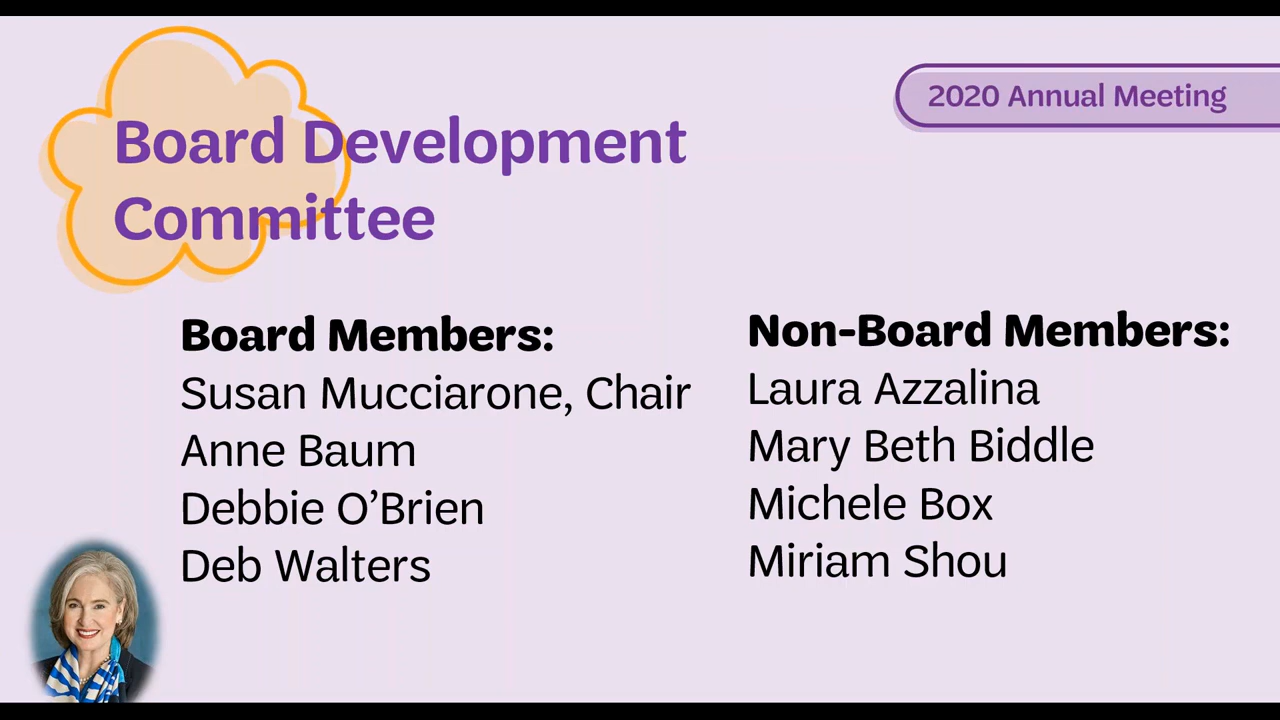 2020 Annual Meeting
Board Development
Committee
Board Members:
Susan Mucciarone, Chair
Anne Baum
Debbie O’Brien
Deb Walters
Non-Board Members:
Laura Azzalina
Mary Beth Biddle
Michele Box
Miriam Shou